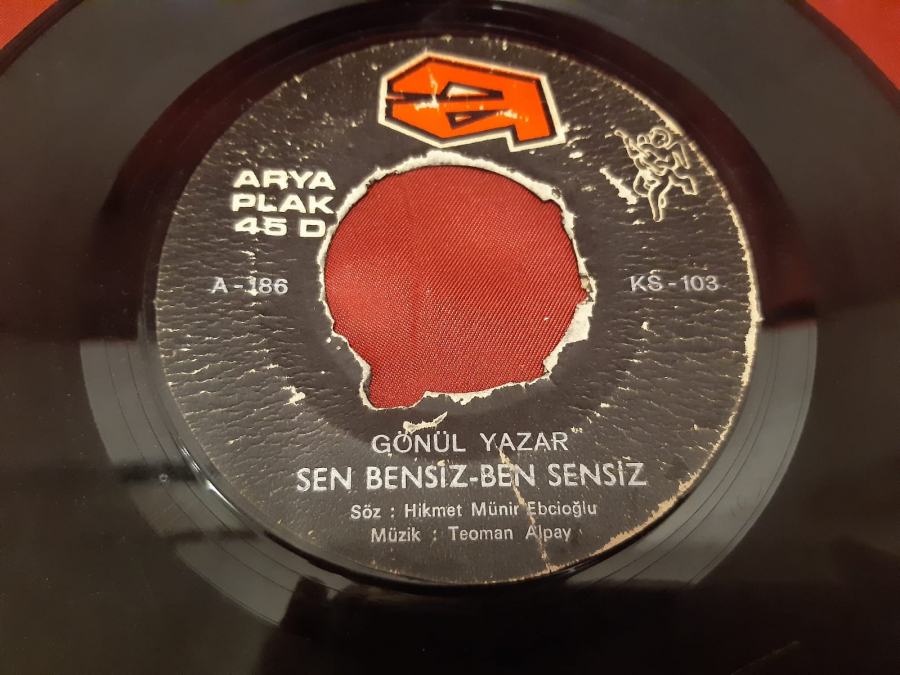 ARYA
PLAK
45 D
A-186
KS-103
GÖNÜL YAZAR
SEN BENSİZ-BEN SENSİZ
Söz : Hikmet Münir Ebcioğlu
Müzik : Teoman Alpay